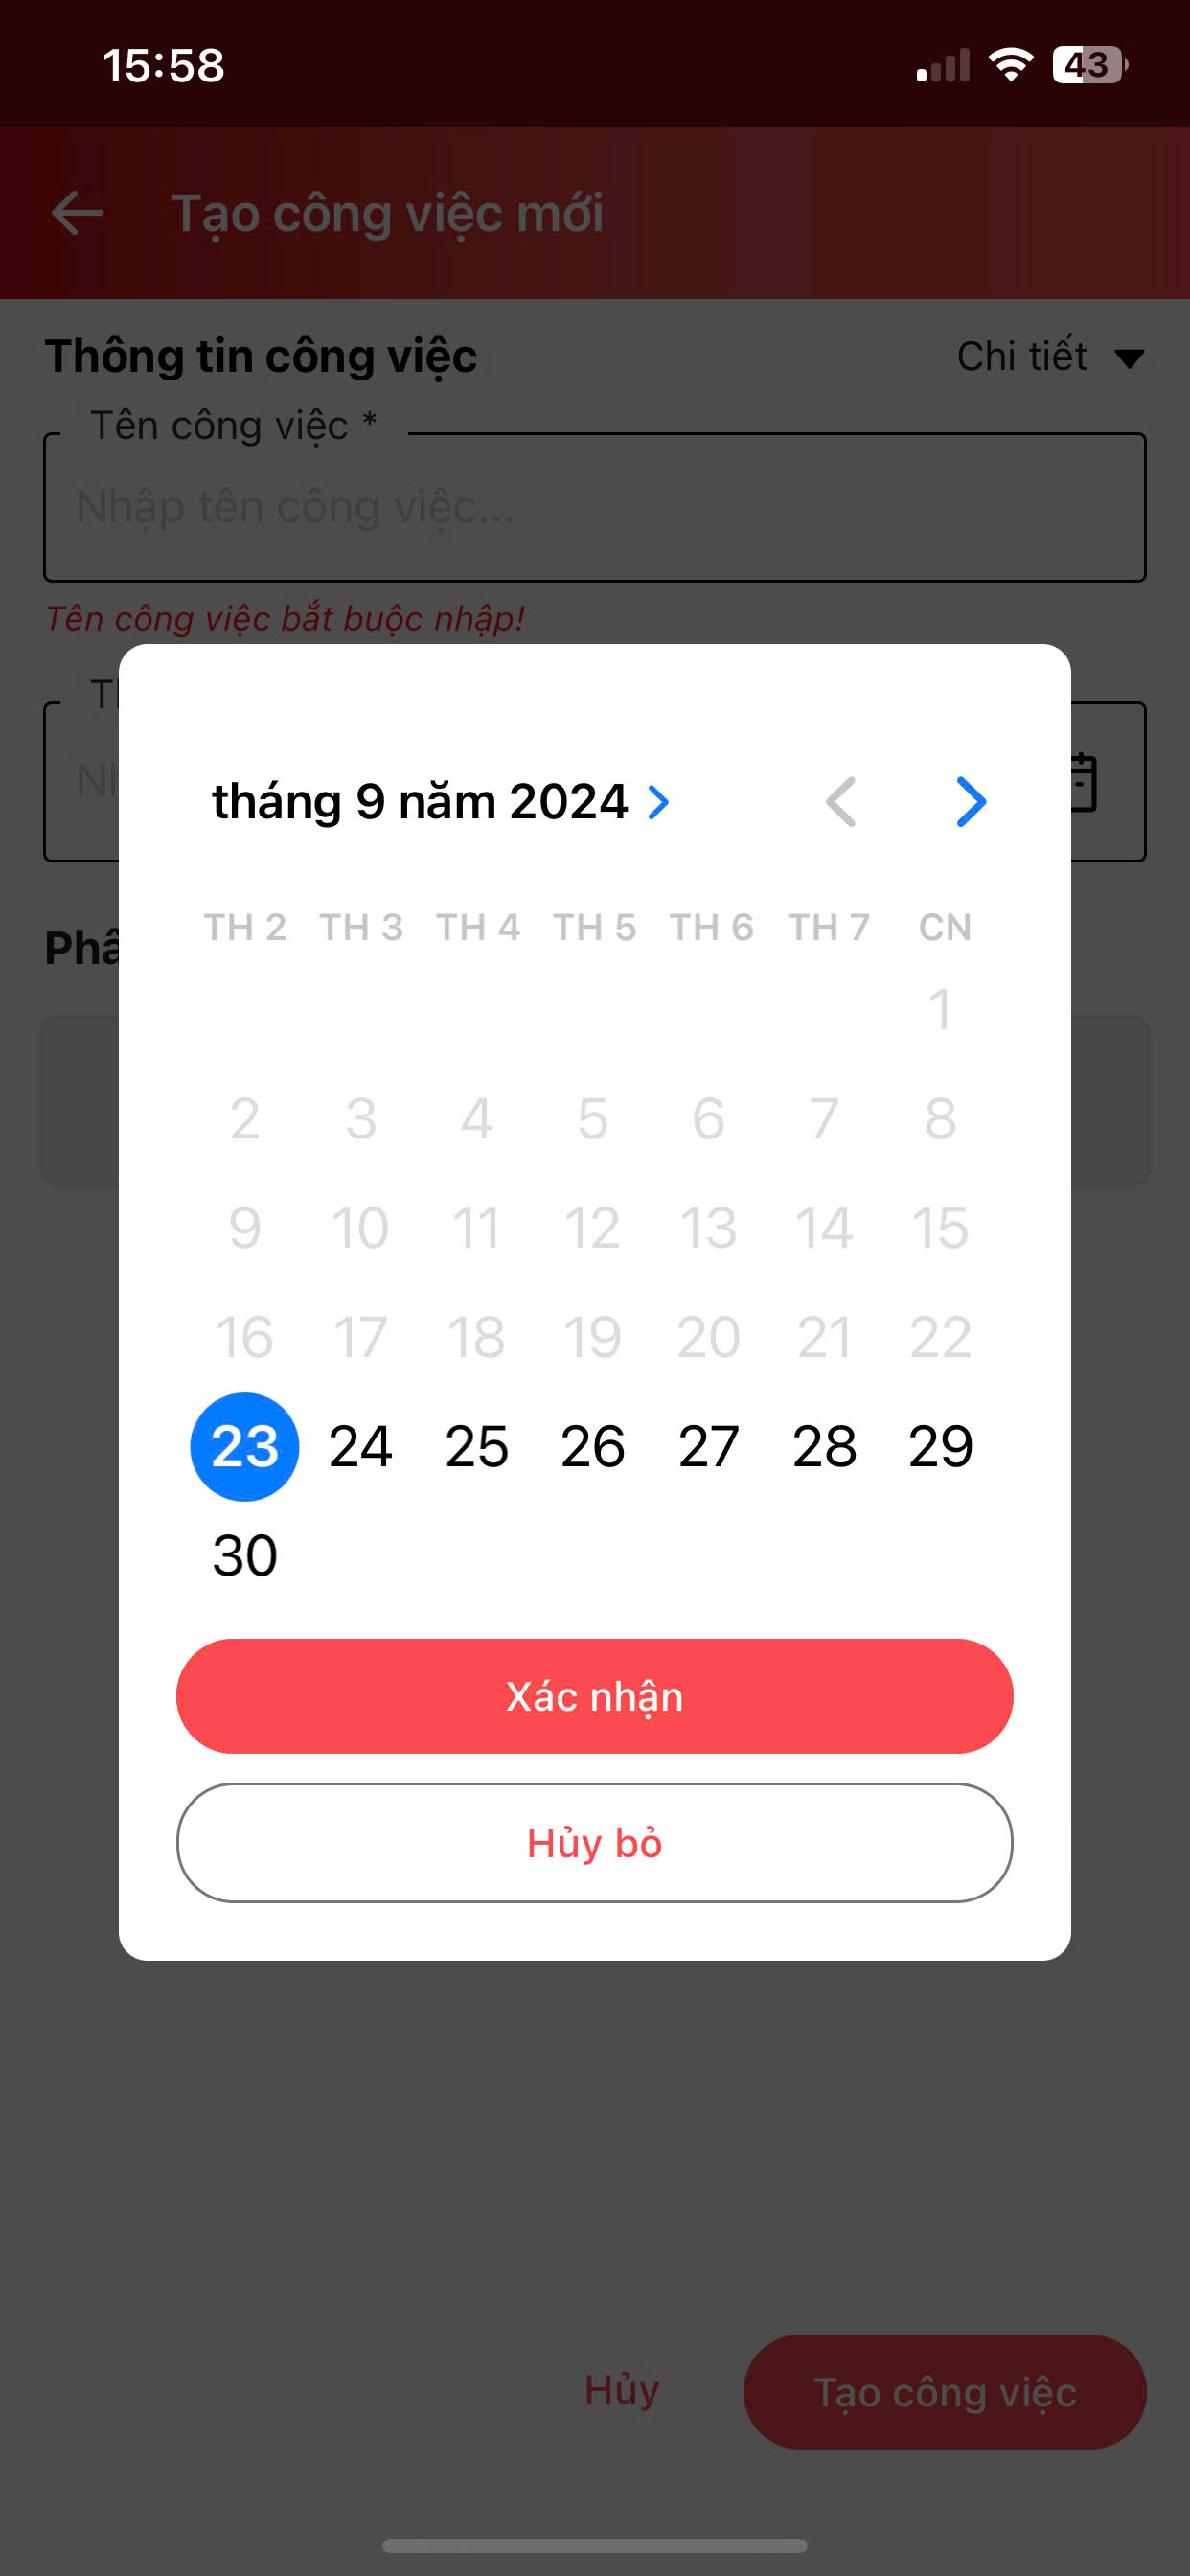 15:58
43
Tạo công việc mới
Thông tin công việc
Chi tiết
Tên công việc *
Nhập tên công việc...
Tên công việc bắt buộc nhập!
tháng 9 năm 2024
TH 2 TH 3 TH 4 TH 5 TH 6 TH 7 CN
1
2 3 4 5 6 7 8
9 10 11 12 13 14 15
16 17 18 19 20 21 22
23 24 25 26 27 28 29
30
Xác nhận
Hủy bỏ
Hủy
Tạo công việc